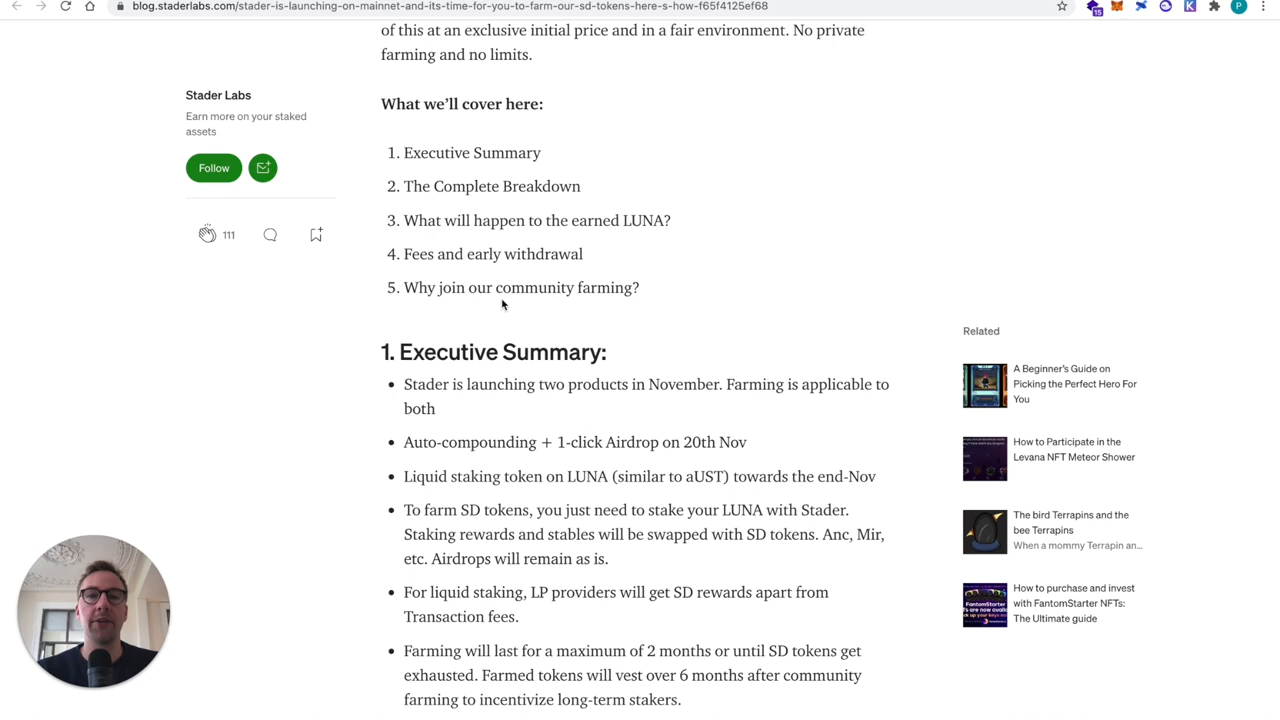 blog.staderlabs.com/stader-is-launching-on-mainnet-and-its-time-for-you-to-farm-our-sd-tokens-here-s-how-f65f4125ef68
15
K
P
of this at an exclusive initial price and in a fair environment. No private
farming and no limits.
Stader Labs
Earn more on your staked
assets
Follow
111
What we’ll cover here:
1. Executive Summary
2. The Complete Breakdown
3. What will happen to the earned LUNA?
4. Fees and early withdrawal
5. Why join our community farming?
1. Executive Summary:
• Stader is launching two products in November. Farming is applicable to
both
• Auto-compounding + 1-click Airdrop on 20th Nov
• Liquid staking token on LUNA (similar to aUST) towards the end-Nov
• To farm SD tokens, you just need to stake your LUNA with Stader.
Staking rewards and stables will be swapped with SD tokens. Anc, Mir,
etc. Airdrops will remain as is.
• For liquid staking, LP providers will get SD rewards apart from
Transaction fees.
• Farming will last for a maximum of 2 months or until SD tokens get
exhausted. Farmed tokens will vest over 6 months after community
farming to incentivize long-term stakers.
Related
A Beginner’s Guide on
Picking the Perfect Hero For
You
How to Participate in the
Levana NFT Meteor Shower
The bird Terrapins and the
bee Terrapins
When a mommy Terrapin an...
How to purchase and invest
with FantomStarter NFTs:
The Ultimate guide